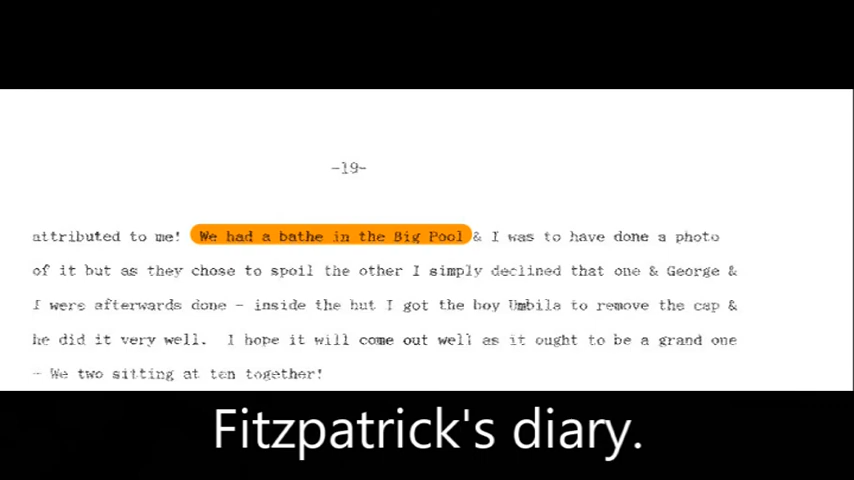 -19-
attributed to me! We had a bathe in the Big Pool & I was to have done a photo
of it but as they chose to spoil the other I simply declined that one & George &
I were afterwards done - inside the hut I got the boy Umbila to remove the cap &
he did it very well. I hope it will come out well as it ought to be a grand one
- We two sitting at ten together!
Fitzpatrick's diary.